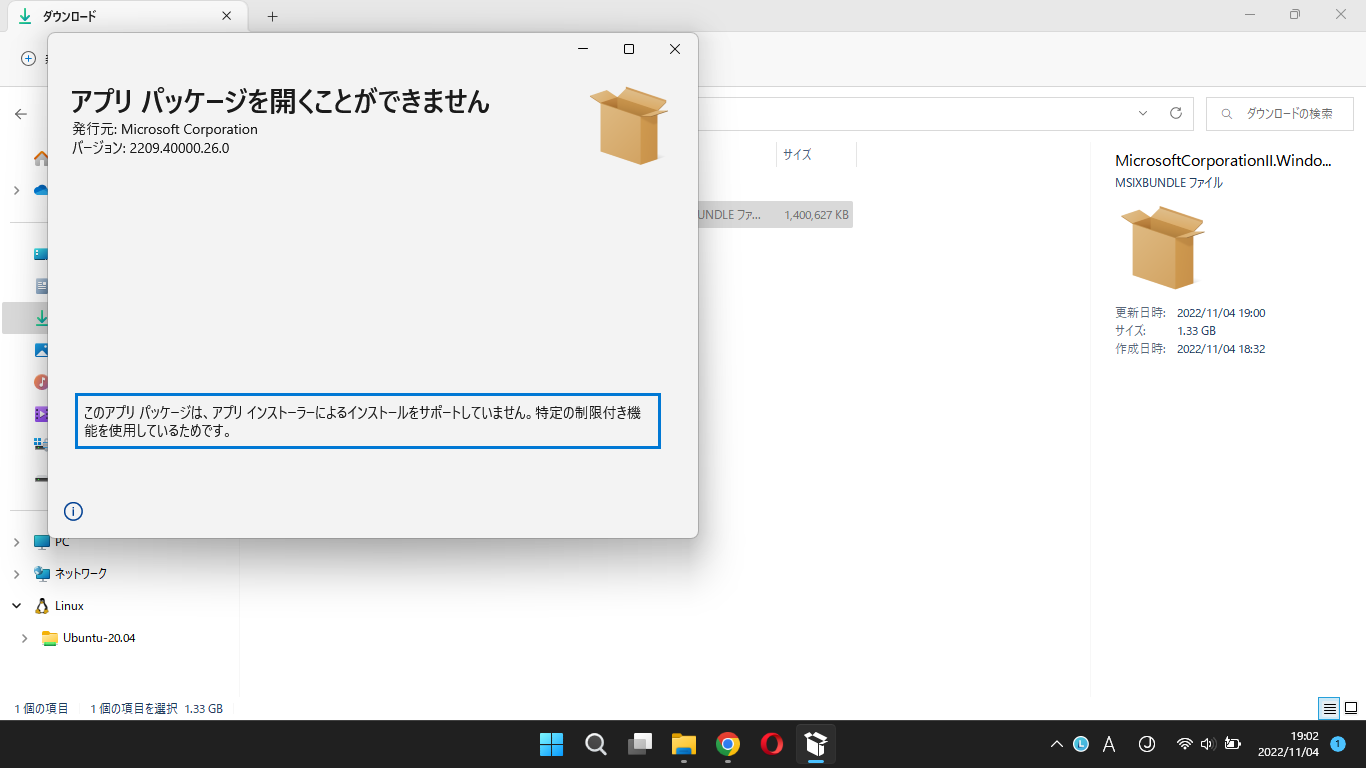 ダウンロード
アプリ パッケージを開くことができません
発行元: Microsoft Corporation
バージョン: 2209.40000.26.0
このアプリ パッケージは、アプリ インストーラーによるインストールをサポートしていません。特定の制限付き機
能を使用しているためです。
ダウンロードの検索
サイズ
UNDLE ファ... 1,400,627 KB
MicrosoftCorporationII.Windo...
MSIXBUNDLE ファイル
更新日時: 2022/11/04 19:00
サイズ: 1.33 GB
作成日時: 2022/11/04 18:32
PC
ネットワーク
Linux
Ubuntu-20.04
1 個の項目 1 個の項目を選択 1.33 GB
L A J
19:02
2022/11/04
1